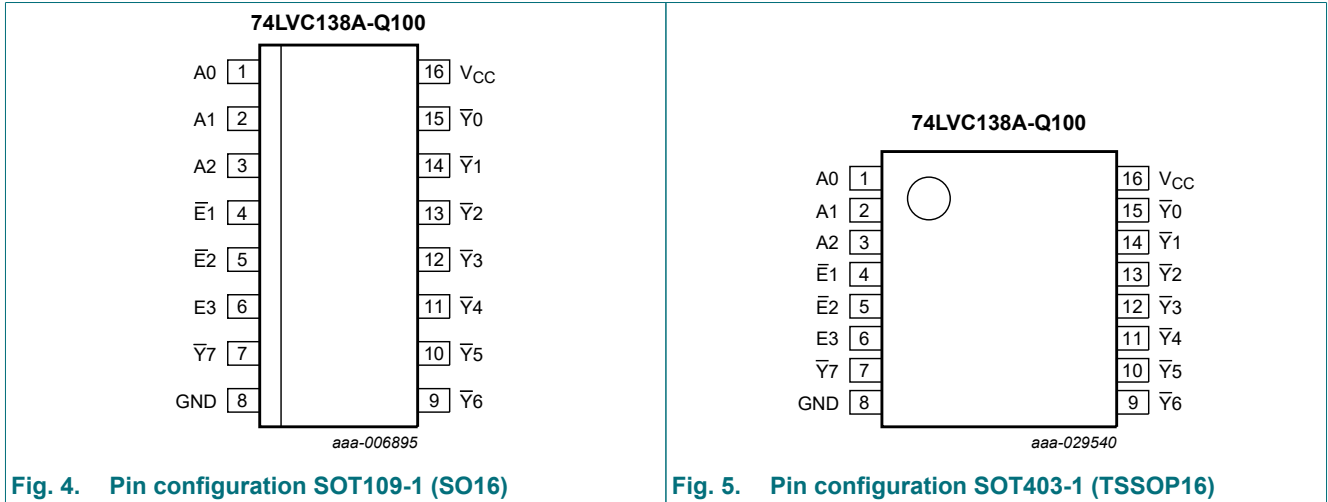 74LVC138A-Q100
A0 1 16 VCC
A1 2 15 Y̅0
A2 3 14 Y̅1
E̅1 4 13 Y̅2
E̅2 5 12 Y̅3
E3 6 11 Y̅4
Y̅7 7 10 Y̅5
GND 8 9 Y̅6
aaa-006895
Fig. 4. Pin configuration SOT109-1 (SO16)
74LVC138A-Q100
A0 1 16 VCC
A1 2 15 Y̅0
A2 3 14 Y̅1
E̅1 4 13 Y̅2
E̅2 5 12 Y̅3
E3 6 11 Y̅4
Y̅7 7 10 Y̅5
GND 8 9 Y̅6
aaa-029540
Fig. 5. Pin configuration SOT403-1 (TSSOP16)